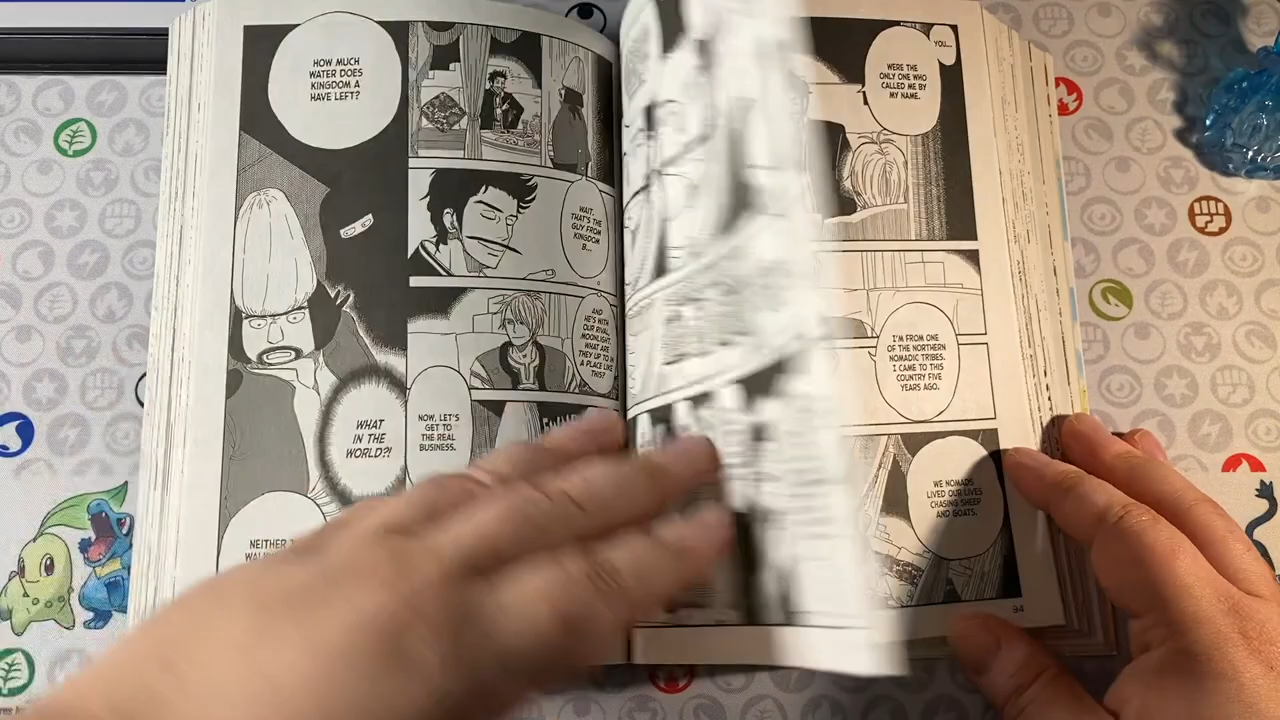 YOU...
WERE THE
ONLY ONE WHO
CALLED ME BY
MY NAME.
I'M FROM ONE
OF THE NORTHERN
NOMADIC TRIBES.
I CAME TO THIS
COUNTRY FIVE
YEARS AGO.
WE NOMADS
LIVED OUR LIVES
CHASING SHEEP
AND GOATS.
94
WAIT.
THAT'S THE
GUY FROM
KINGDOM
B...
AND
HE'S WITH
OUR RIVAL,
MOONLIGHT.
WHAT ARE
THEY UP TO IN
A PLACE LIKE
THIS?
NOW, LET'S
GET TO
THE REAL
BUSINESS.
HOW MUCH
WATER DOES
KINGDOM A
HAVE LEFT?
WHAT
IN THE
WORLD?!
NEITHER